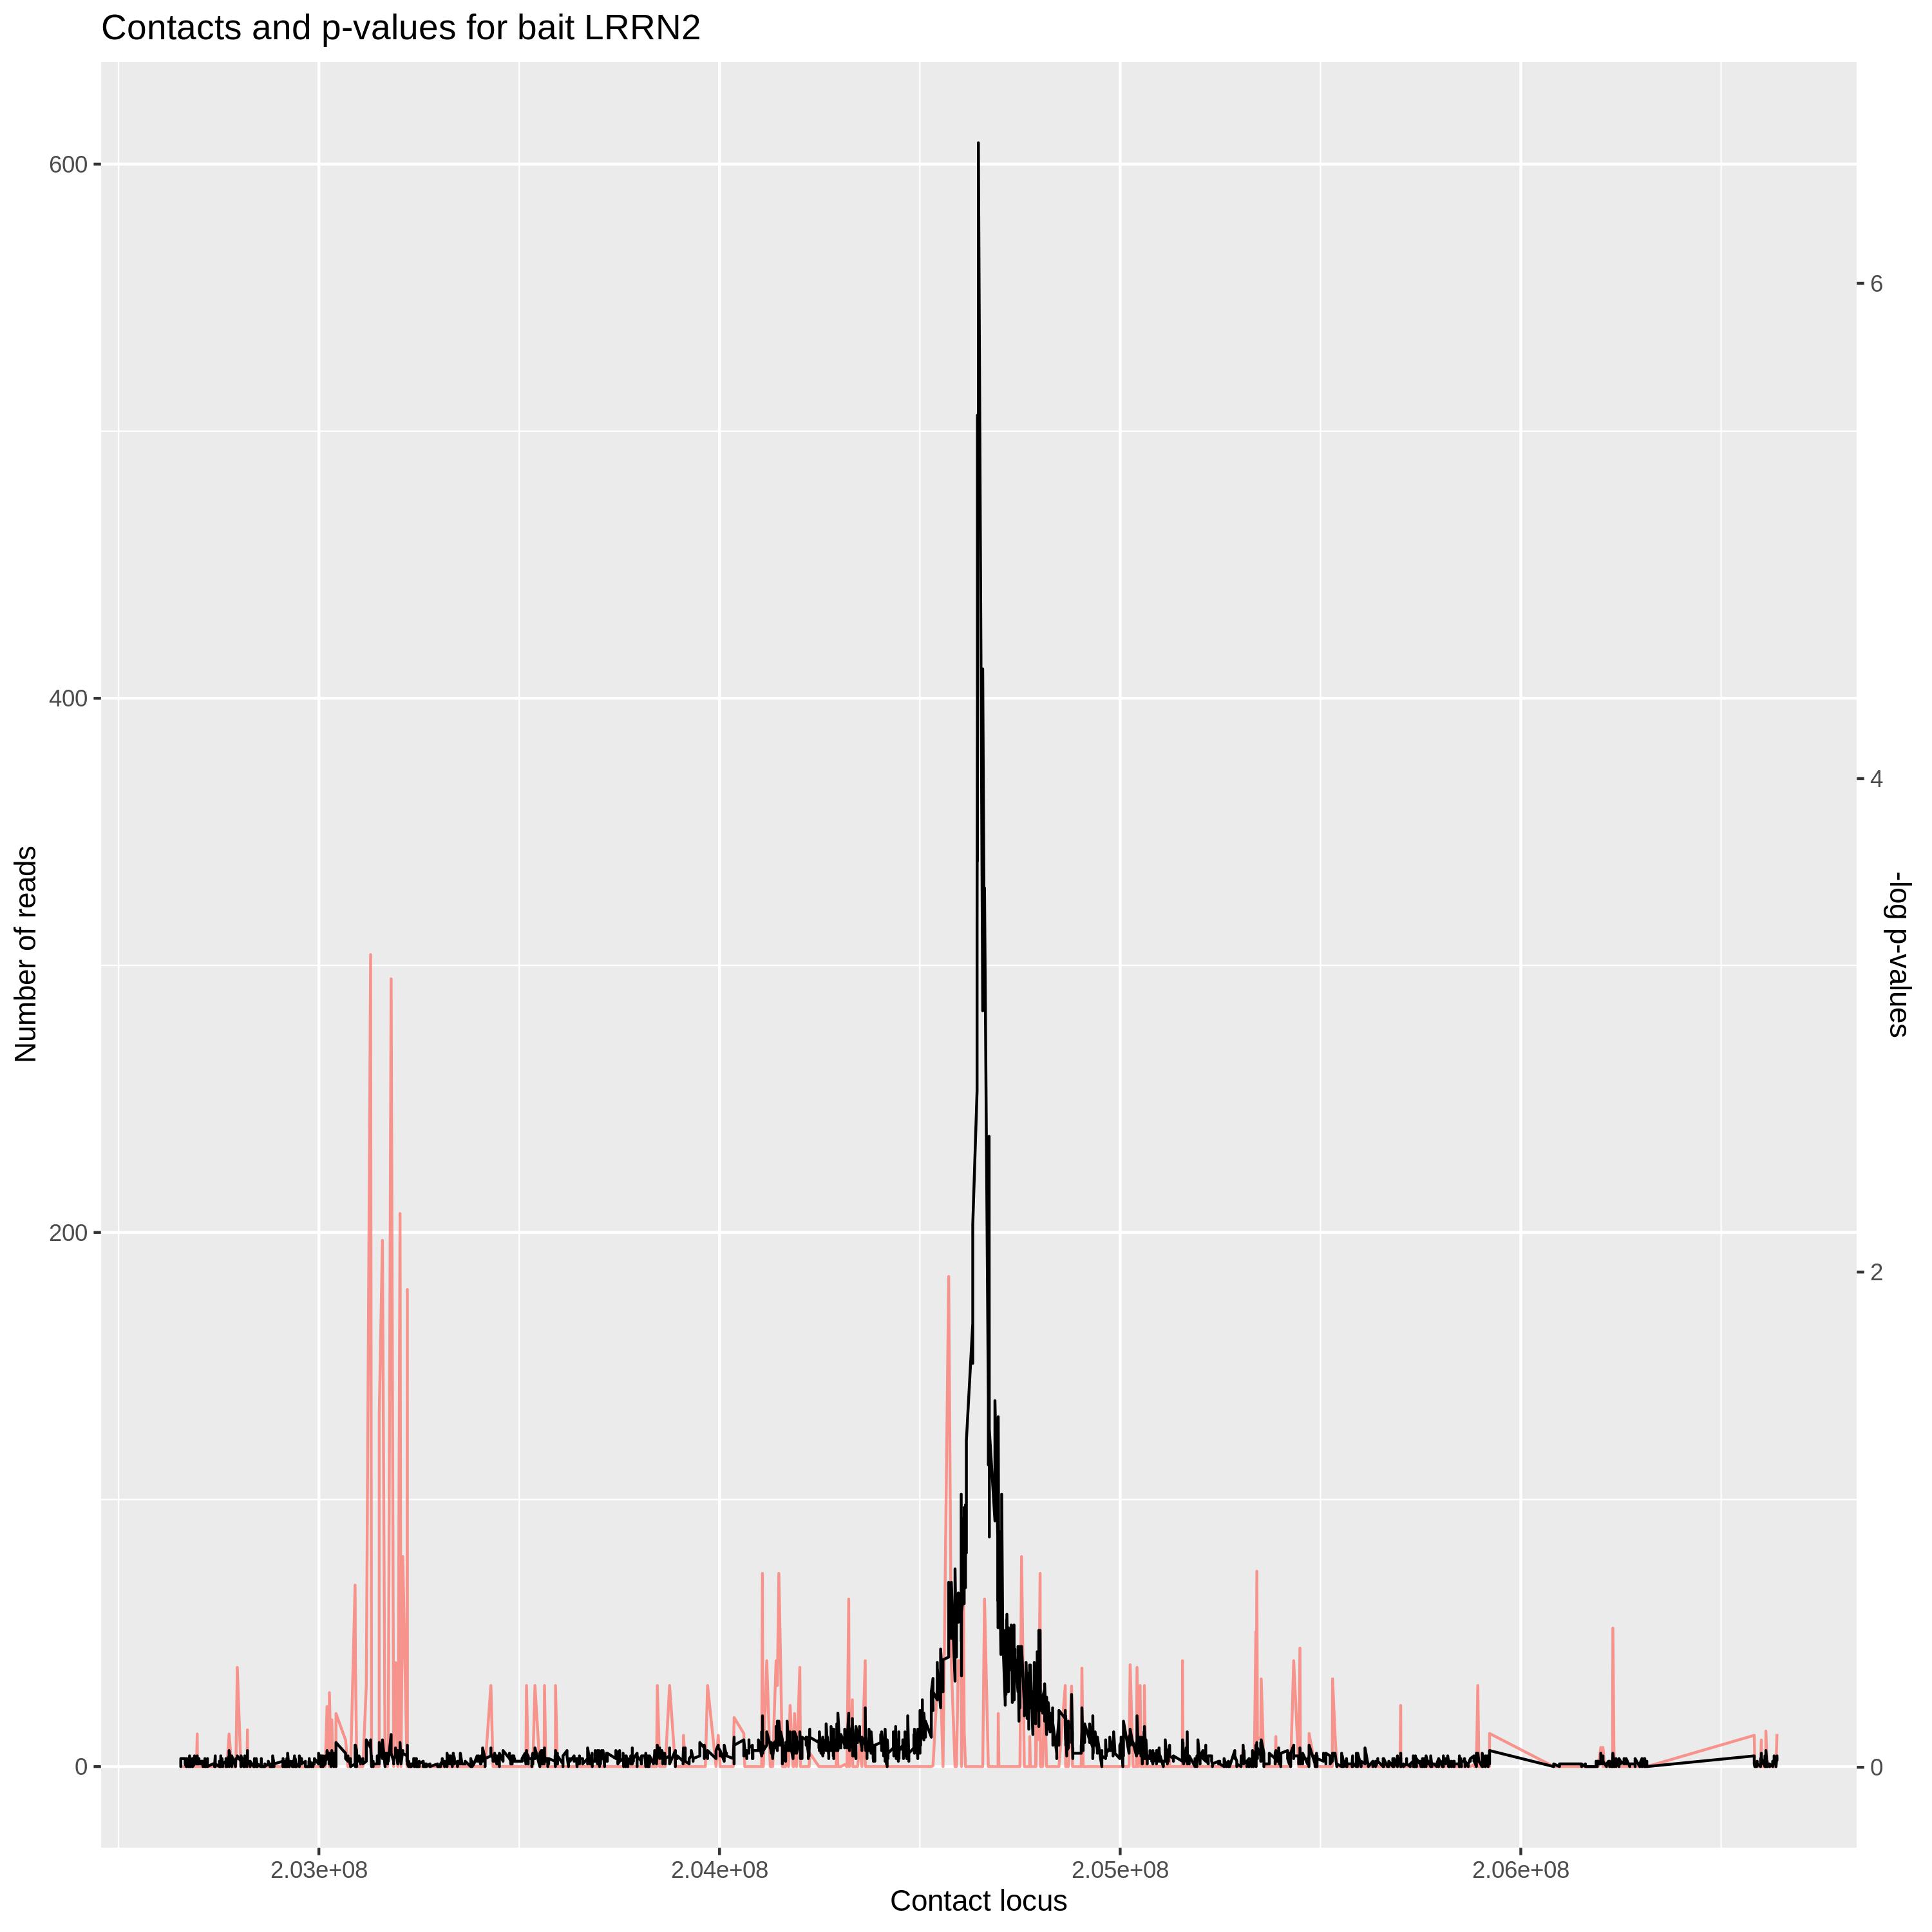 Contacts and p-values for bait LRRN2
600
400
200
0
Number of reads
6
4
2
0
-log p-values
2.03e+08
2.04e+08
2.05e+08
2.06e+08
Contact locus